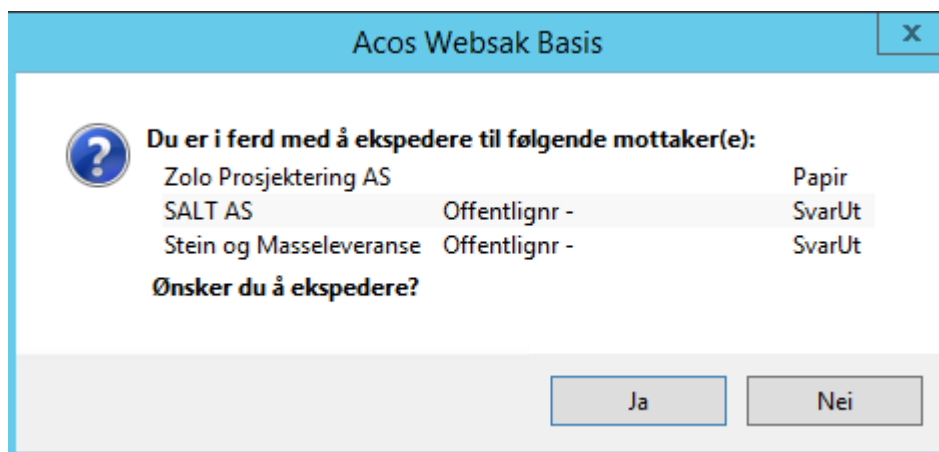 Acos Websak Basis
x
Du er i ferd med å ekspedere til følgende mottaker(e):
Zolo Prosjektering AS Papir
SALT AS Offentlignr - SvarUt
Stein og Masseleveranse Offentlignr - SvarUt
Ønsker du å ekspedere?
Ja Nei